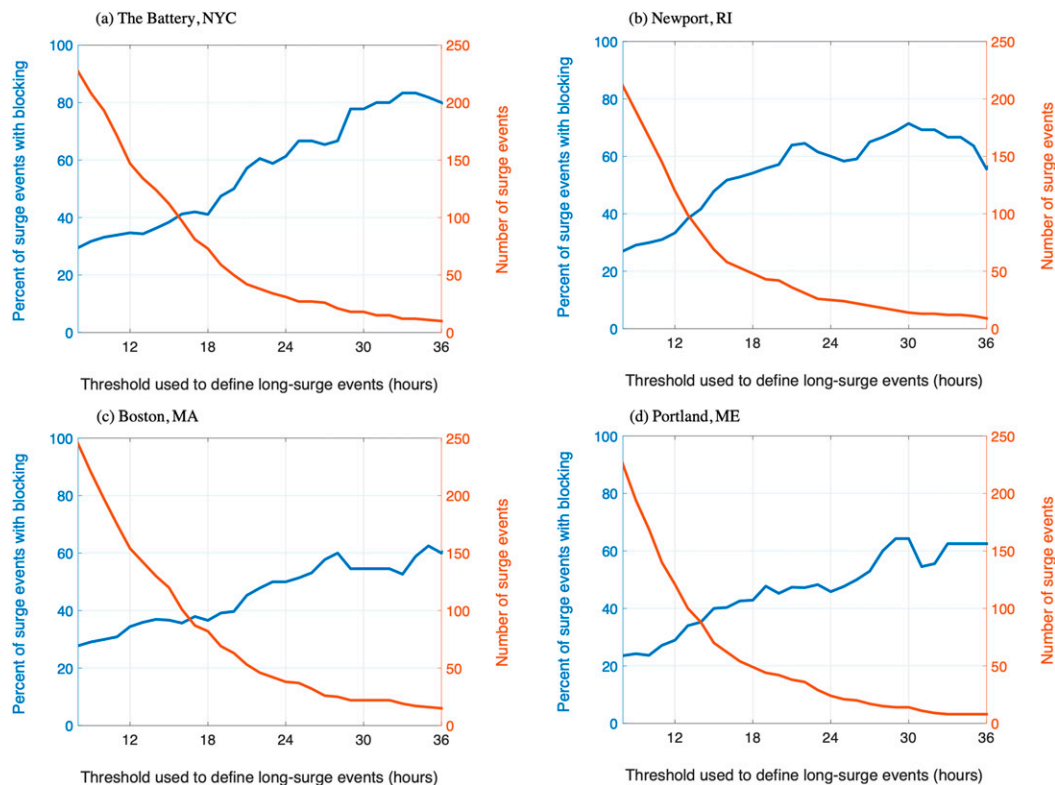 (a) The Battery, NYC
100
80
60
40
20
0
Percent of surge events with blocking
250
200
150
100
50
0
Number of surge events
12 18 24 30 36
Threshold used to define long-surge events (hours)
(b) Newport, RI
100
80
60
40
20
0
Percent of surge events with blocking
250
200
150
100
50
0
Number of surge events
12 18 24 30 36
Threshold used to define long-surge events (hours)
(c) Boston, MA
100
80
60
40
20
0
Percent of surge events with blocking
250
200
150
100
50
0
Number of surge events
12 18 24 30 36
Threshold used to define long-surge events (hours)
(d) Portland, ME
100
80
60
40
20
0
Percent of surge events with blocking
250
200
150
100
50
0
Number of surge events
12 18 24 30 36
Threshold used to define long-surge events (hours)